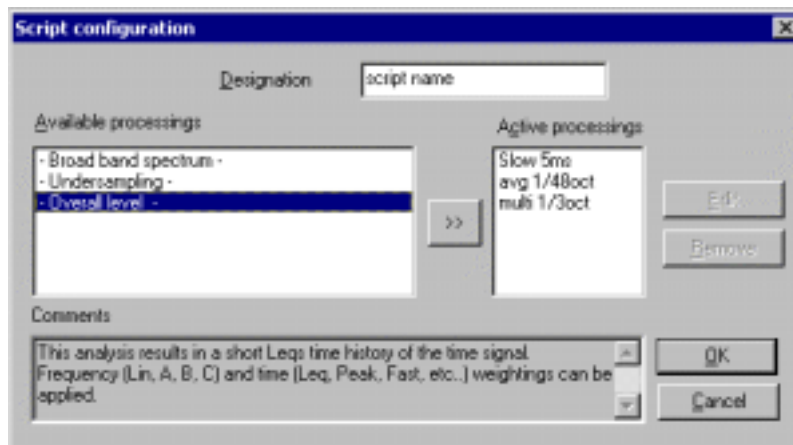 Script configuration
Designation
script name
Available processings
Active processings
- Broad band spectrum -
- Undersampling -
- Overall level -
Slow 5ms
avg 1/48oct
multi 1/3oct
>>
Edit
Remove
Comments
This analysis results in a short Leqs time history of the time signal.
Frequency (Lin, A, B, C) and time (Leq, Peak, Fast, etc..) weightings can be
applied.
OK
Cancel